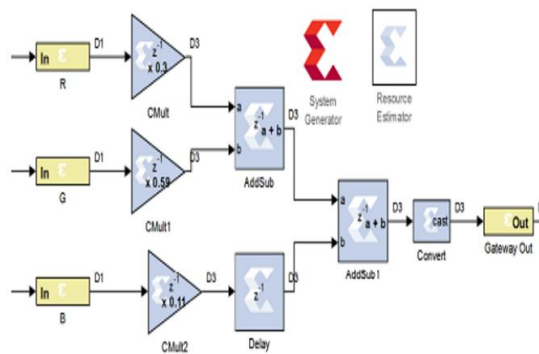 In
R
D1
z⁻¹
x 0.3
CMult
D3
System
Generator
Resource
Estimator
a
b
z⁻¹
a + b
AddSub
D3
In
G
D1
z⁻¹
x 0.59
CMult1
D3
a
b
z⁻¹
a + b
AddSub1
D3
cast
Convert
D3
Out
Gateway Out
In
B
D1
z⁻¹
x 0.11
CMult2
D3
z⁻¹
Delay
D3